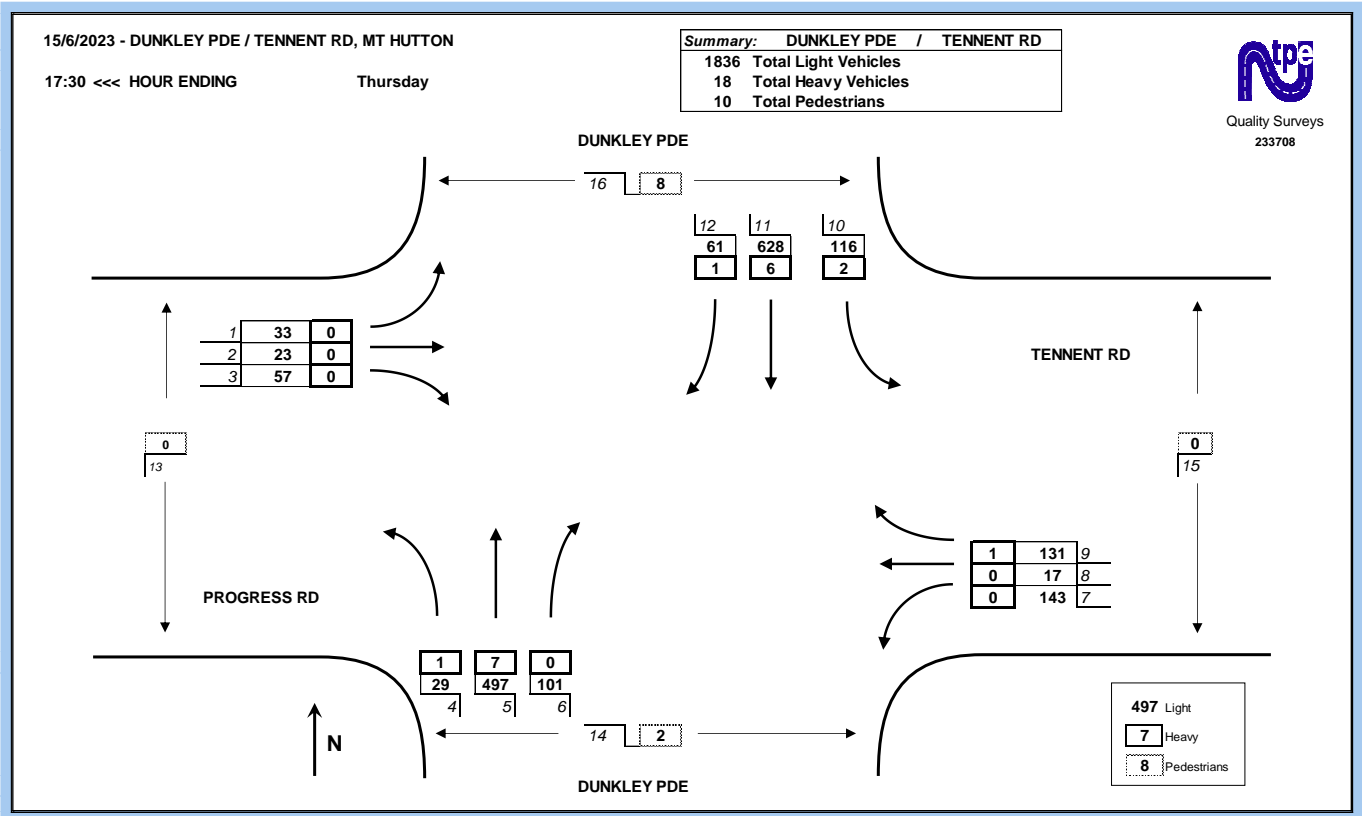 15/6/2023 - DUNKLEY PDE / TENNENT RD, MT HUTTON
17:30 <<< HOUR ENDING Thursday
Summary: DUNKLEY PDE / TENNENT RD
1836 Total Light Vehicles
18 Total Heavy Vehicles
10 Total Pedestrians
tpe
Quality Surveys
233708
DUNKLEY PDE
16 8
12 11 10
61 628 116
1 6 2
1 33 0
2 23 0
3 57 0
TENNENT RD
0
13
0
15
1 131 9
0 17 8
0 143 7
PROGRESS RD
1 7 0
29 497 101
4 5 6
N
14 2
DUNKLEY PDE
497 Light
7 Heavy
8 Pedestrians